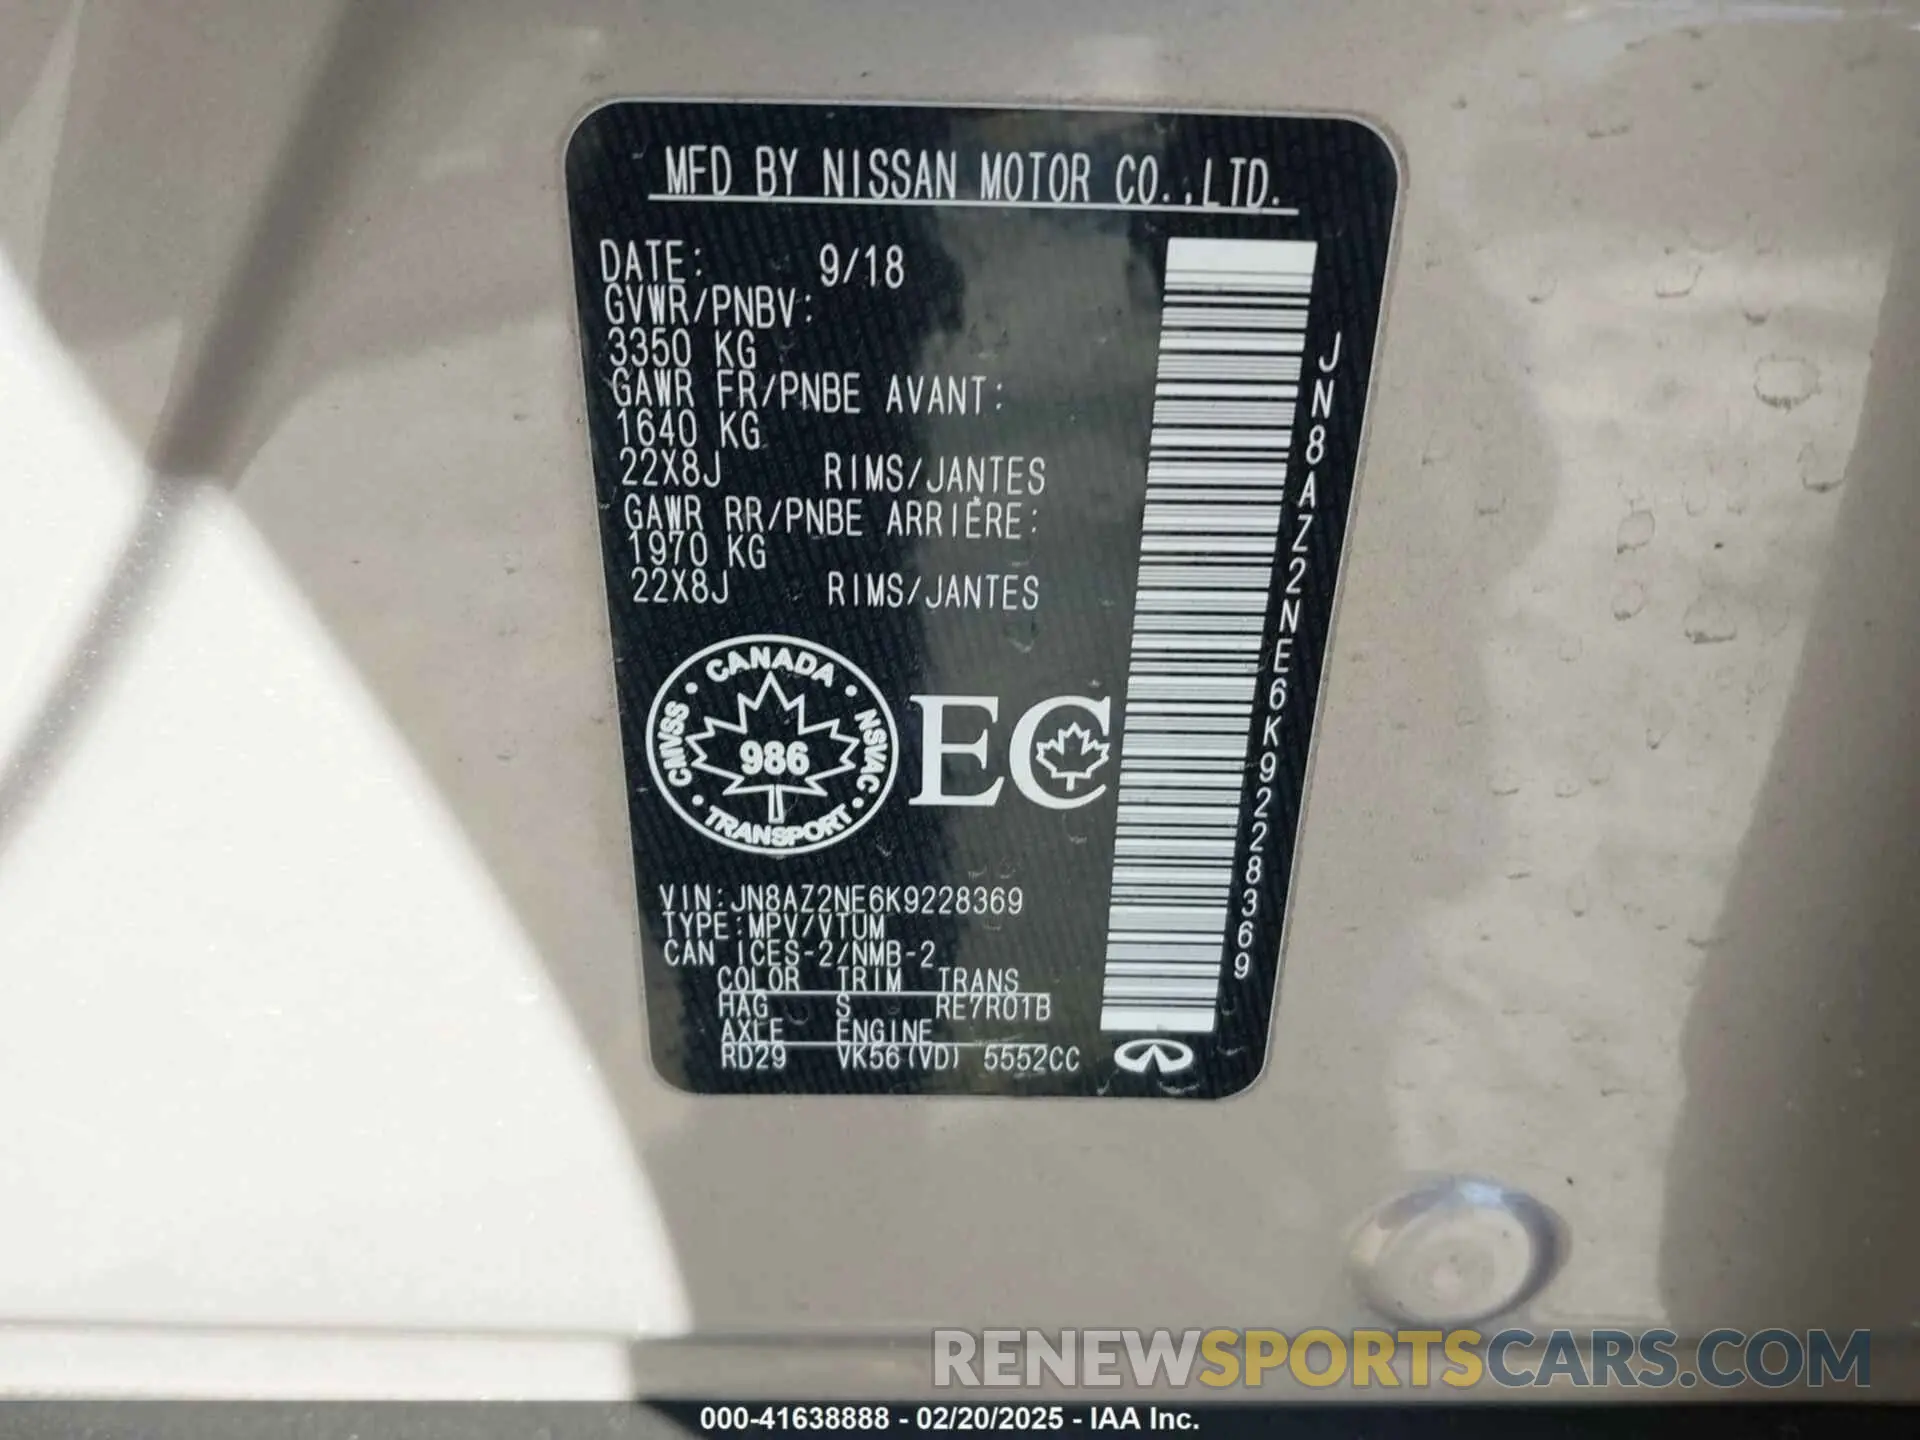 MFD BY NISSAN MOTOR CO.,LTD.
DATE: 9/18
GVWR/PNBV:
3350 KG
GAWR FR/PNBE AVANT:
1640 KG
22X8J RIMS/JANTES
GAWR RR/PNBE ARRIÈRE:
1970 KG
22X8J RIMS/JANTES
CANADA
CMVSS 986 NSVAC
TRANSPORT
EC
VIN:JN8AZ2NE6K9228369
TYPE:MPV/VTUM
CAN ICES-2/NMB-2
COLOR TRIM TRANS
HAG S RE7R01B
AXLE ENGINE
RD29 VK56(VD) 5552CC
JN8AZ2NE6K9228369
RENEWSPORTSCARS.COM
000-41638888 - 02/20/2025 - IAA Inc.